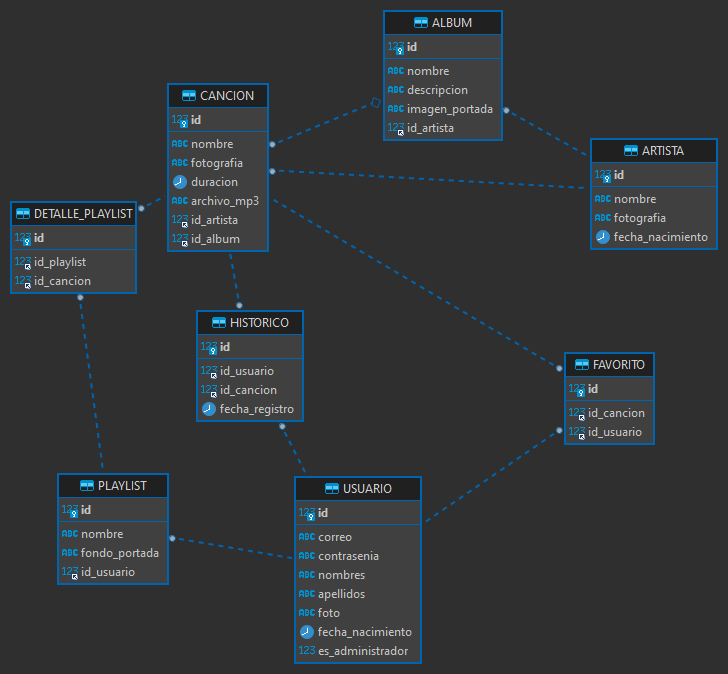 ALBUM
123 id
ABC nombre
ABC descripcion
ABC imagen_portada
123 id_artista
CANCION
123 id
ABC nombre
ABC fotografia
duracion
ABC archivo_mp3
123 id_artista
123 id_album
ARTISTA
123 id
ABC nombre
ABC fotografia
fecha_nacimiento
DETALLE_PLAYLIST
123 id
123 id_playlist
123 id_cancion
HISTORICO
123 id
123 id_usuario
123 id_cancion
fecha_registro
FAVORITO
123 id
123 id_cancion
123 id_usuario
PLAYLIST
123 id
ABC nombre
ABC fondo_portada
123 id_usuario
USUARIO
123 id
ABC correo
ABC contrasenia
ABC nombres
ABC apellidos
ABC foto
fecha_nacimiento
123 es_administrador